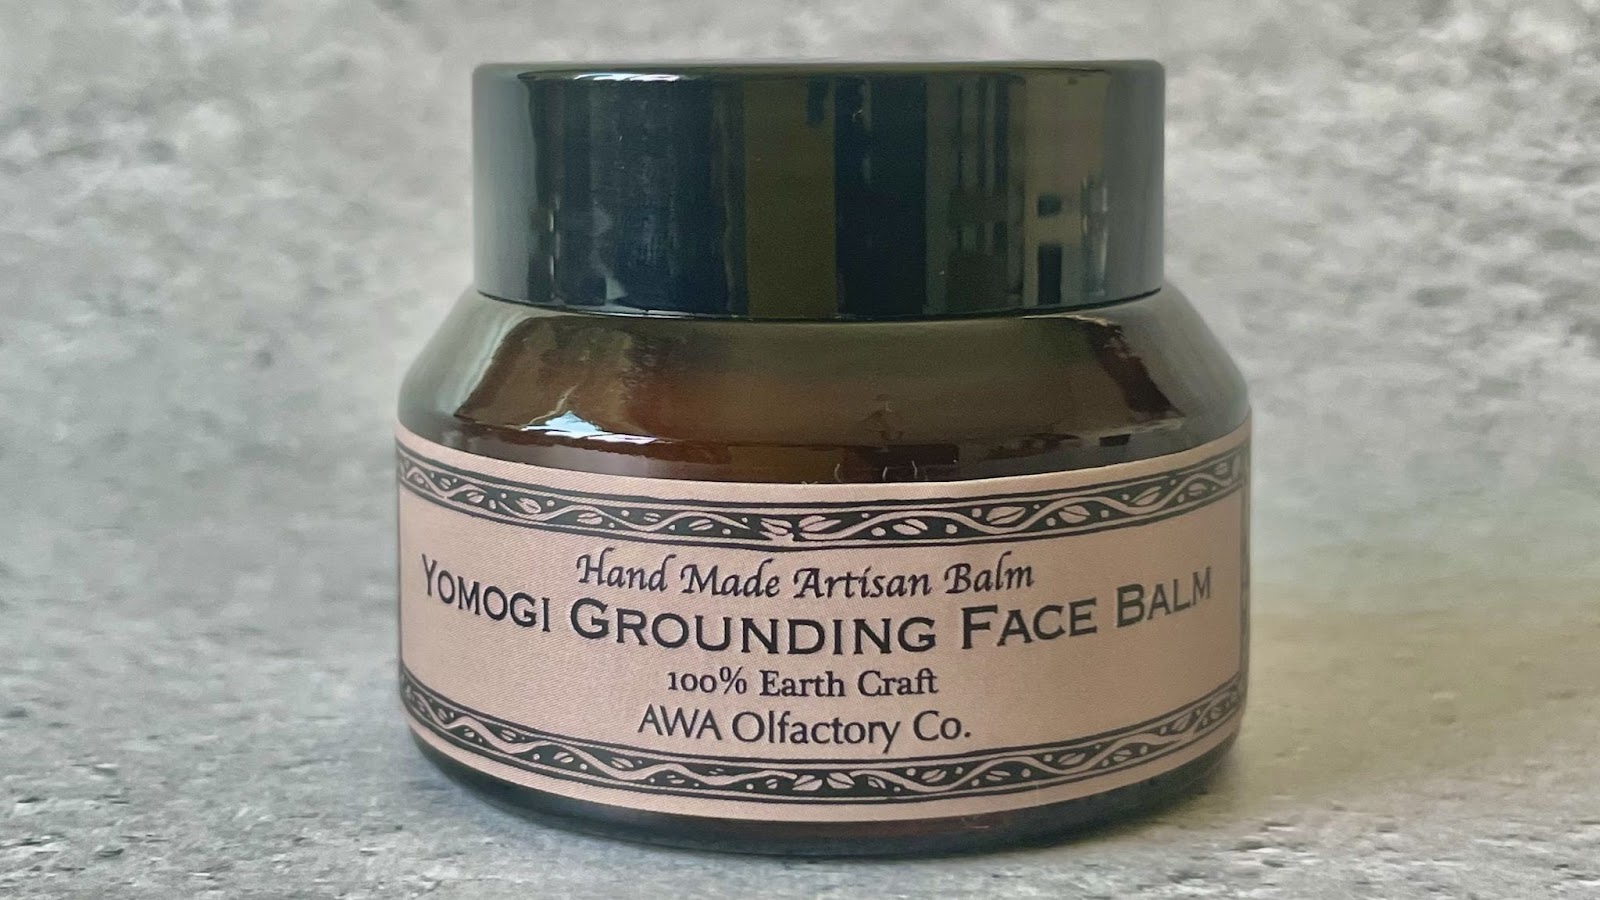 Hand Made Artisan Balm
YOMOGI GROUNDING FACE BALM
100% Earth Craft
AWA Olfactory Co.